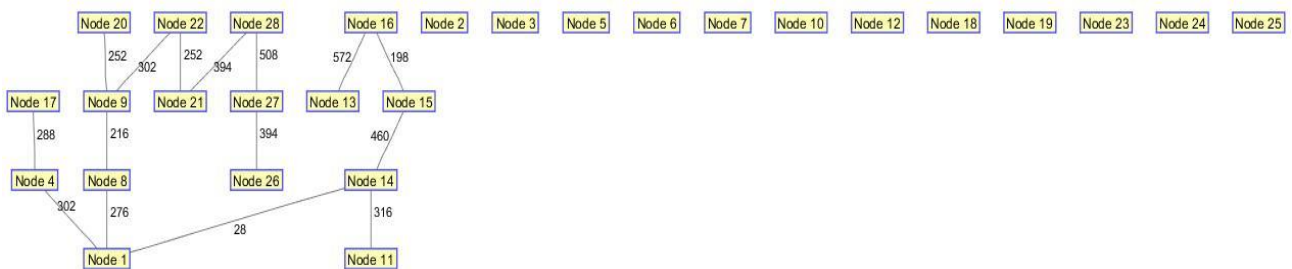 Node 20 Node 22 Node 28 Node 16 Node 2 Node 3 Node 5 Node 6 Node 7 Node 10 Node 12 Node 18 Node 19 Node 23 Node 24 Node 25
252 302 252 394 508 572 198
Node 17 Node 9 Node 21 Node 27 Node 13 Node 15
288 216 394 460
Node 4 Node 8 Node 26 Node 14
302 276 28 316
Node 1 Node 11